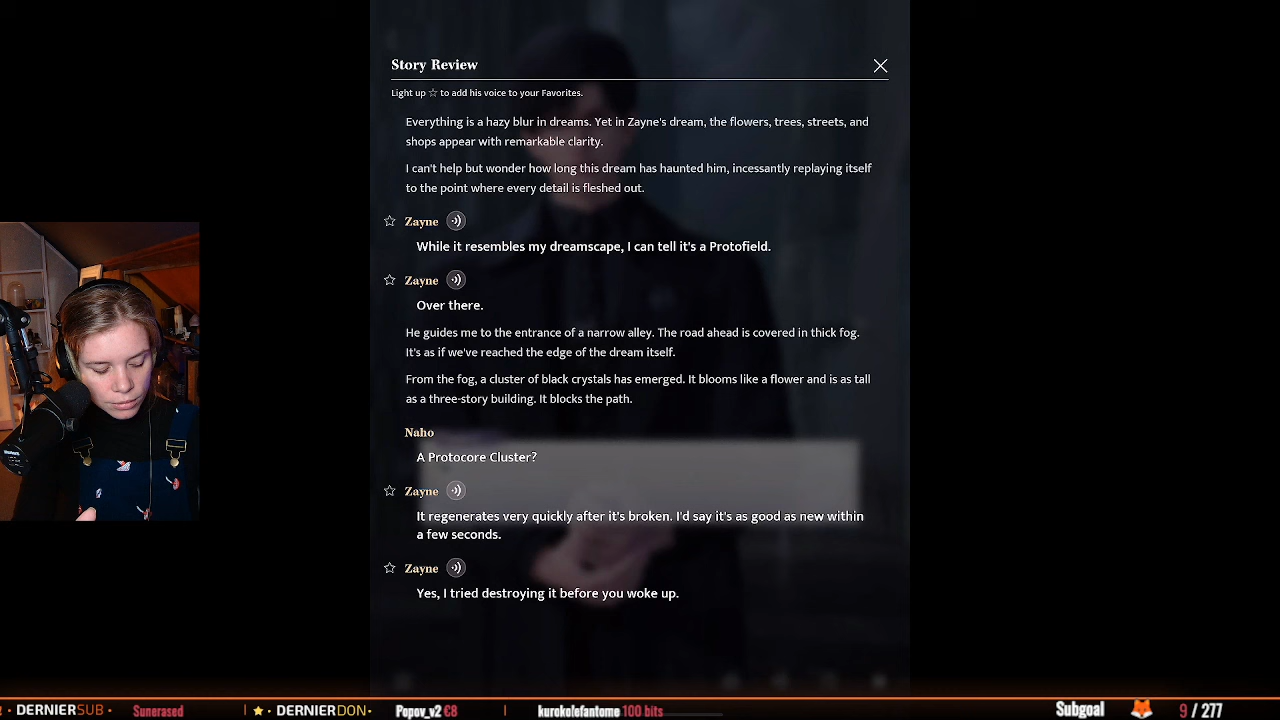 Story Review
Light up ☆ to add his voice to your Favorites.
Everything is a hazy blur in dreams. Yet in Zayne's dream, the flowers, trees, streets, and
shops appear with remarkable clarity.
I can't help but wonder how long this dream has haunted him, incessantly replaying itself
to the point where every detail is fleshed out.
Zayne
While it resembles my dreamscape, I can tell it's a Protofield.
Zayne
Over there.
He guides me to the entrance of a narrow alley. The road ahead is covered in thick fog.
It's as if we've reached the edge of the dream itself.
From the fog, a cluster of black crystals has emerged. It blooms like a flower and is as tall
as a three-story building. It blocks the path.
Naho
A Protocore Cluster?
Zayne
It regenerates very quickly after it's broken. I'd say it's as good as new within
a few seconds.
Zayne
Yes, I tried destroying it before you woke up.
• DERNIERSUB • Sunerased | ★ • DERNIERDON • Popov_v2 €8 | kurokolefantome 100 bits Subgoal 9 / 277